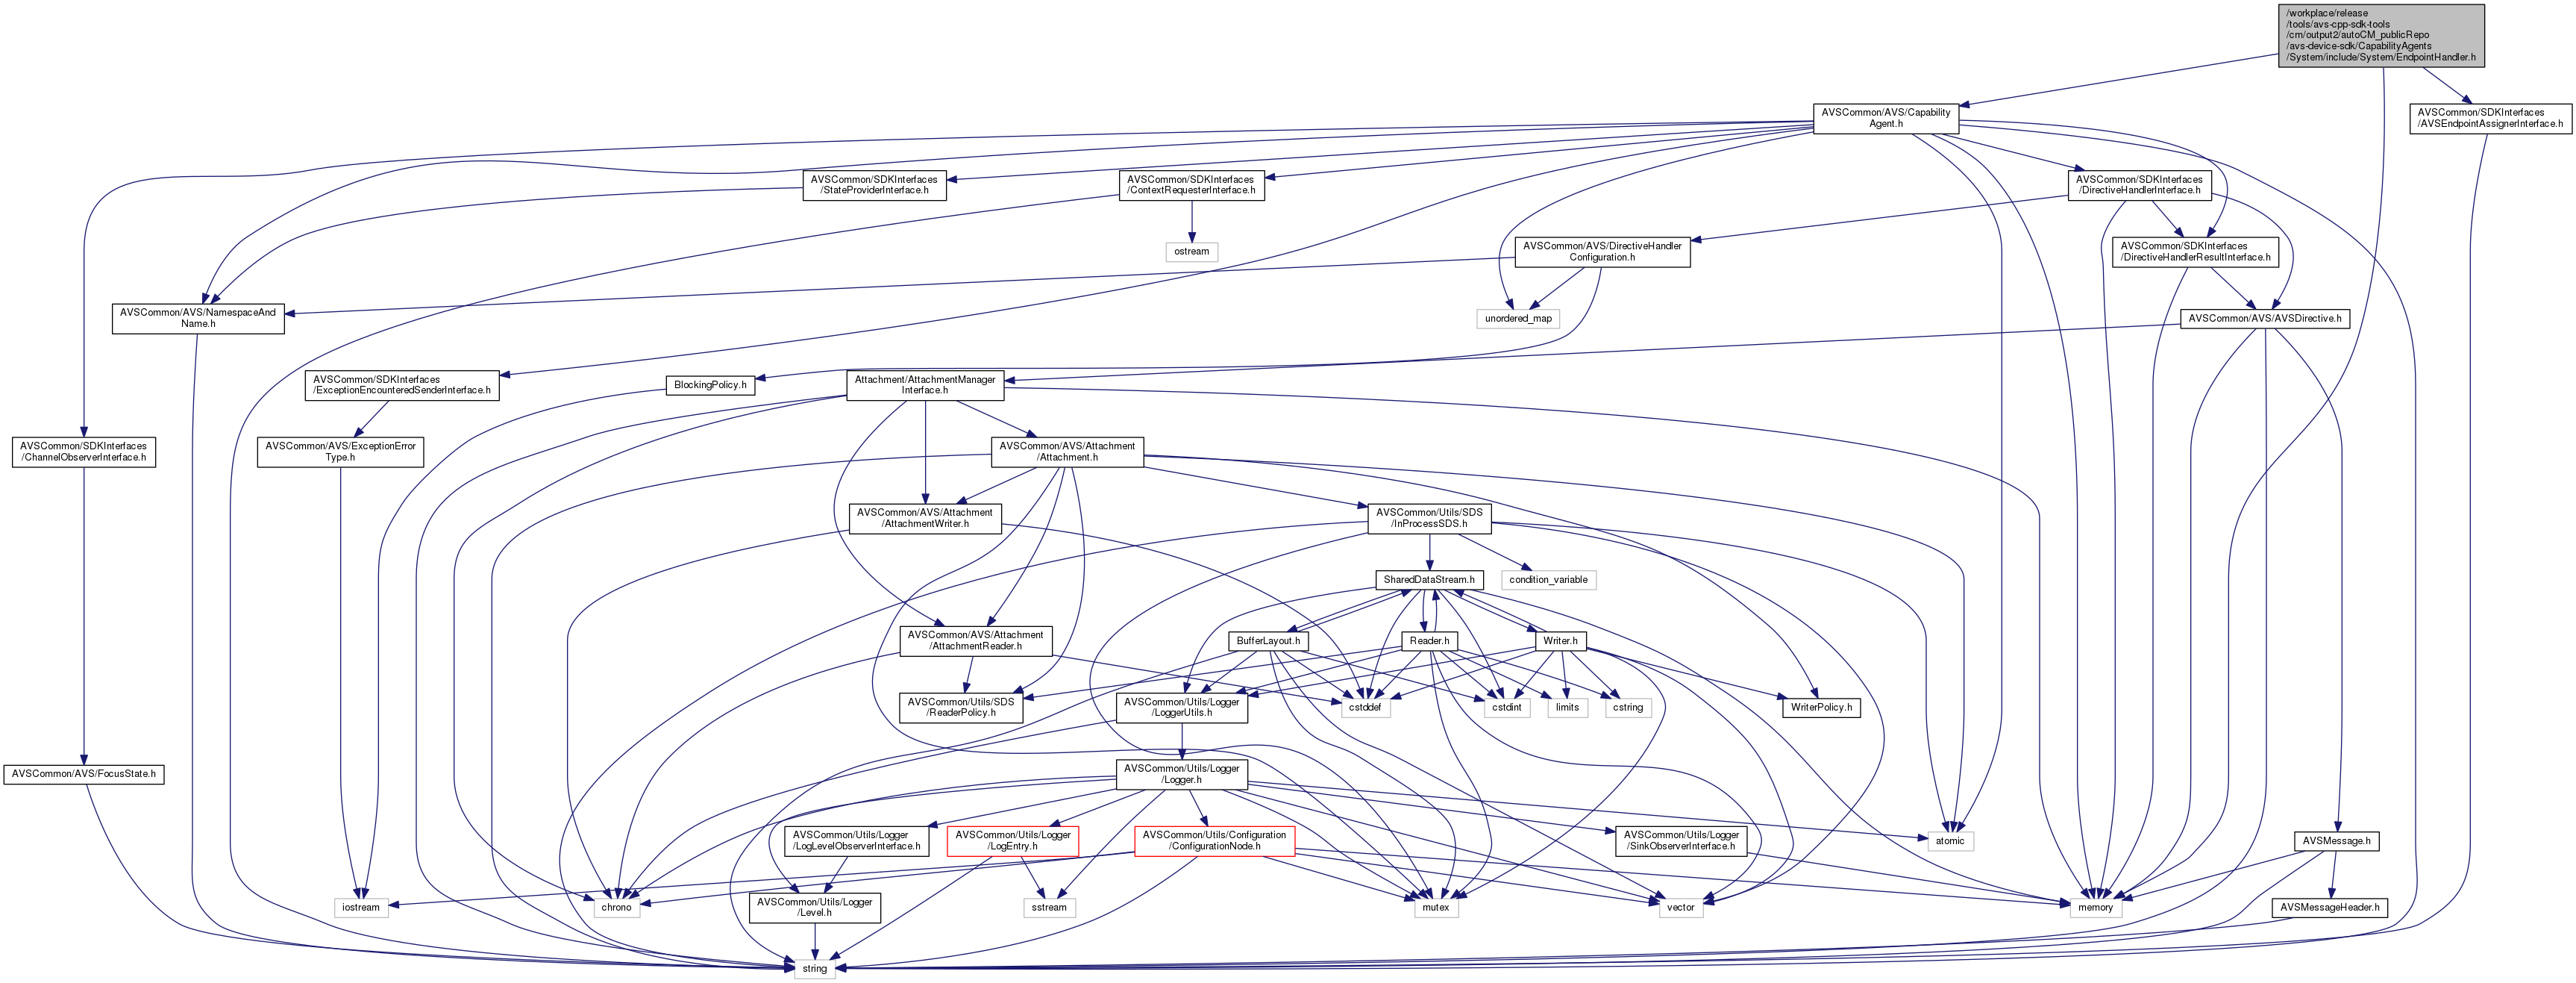 /workplace/release
/tools/avs-cpp-sdk-tools
/cm/output2/autoCM_publicRepo
/avs-device-sdk/CapabilityAgents
/System/include/System/EndpointHandler.h
AVSCommon/AVS/Capability
Agent.h
AVSCommon/SDKInterfaces
/AVSEndpointAssignerInterface.h
AVSCommon/SDKInterfaces
/StateProviderInterface.h
AVSCommon/SDKInterfaces
/ContextRequesterInterface.h
AVSCommon/SDKInterfaces
/DirectiveHandlerInterface.h
ostream
AVSCommon/AVS/DirectiveHandler
Configuration.h
AVSCommon/SDKInterfaces
/DirectiveHandlerResultInterface.h
AVSCommon/AVS/NamespaceAnd
Name.h
unordered_map
AVSCommon/AVS/AVSDirective.h
AVSCommon/SDKInterfaces
/ExceptionEncounteredSenderInterface.h
BlockingPolicy.h
Attachment/AttachmentManager
Interface.h
AVSCommon/SDKInterfaces
/ChannelObserverInterface.h
AVSCommon/AVS/ExceptionError
Type.h
AVSCommon/AVS/Attachment
/Attachment.h
AVSCommon/AVS/Attachment
/AttachmentWriter.h
AVSCommon/Utils/SDS
/InProcessSDS.h
SharedDataStream.h
condition_variable
AVSCommon/AVS/Attachment
/AttachmentReader.h
BufferLayout.h
Reader.h
Writer.h
AVSCommon/Utils/SDS
/ReaderPolicy.h
AVSCommon/Utils/Logger
/LoggerUtils.h
cstddef
cstdint
limits
cstring
WriterPolicy.h
AVSCommon/AVS/FocusState.h
AVSCommon/Utils/Logger
/Logger.h
AVSCommon/Utils/Logger
/LogLevelObserverInterface.h
AVSCommon/Utils/Logger
/LogEntry.h
AVSCommon/Utils/Configuration
/ConfigurationNode.h
AVSCommon/Utils/Logger
/SinkObserverInterface.h
atomic
AVSMessage.h
iostream
chrono
AVSCommon/Utils/Logger
/Level.h
sstream
mutex
vector
memory
AVSMessageHeader.h
string